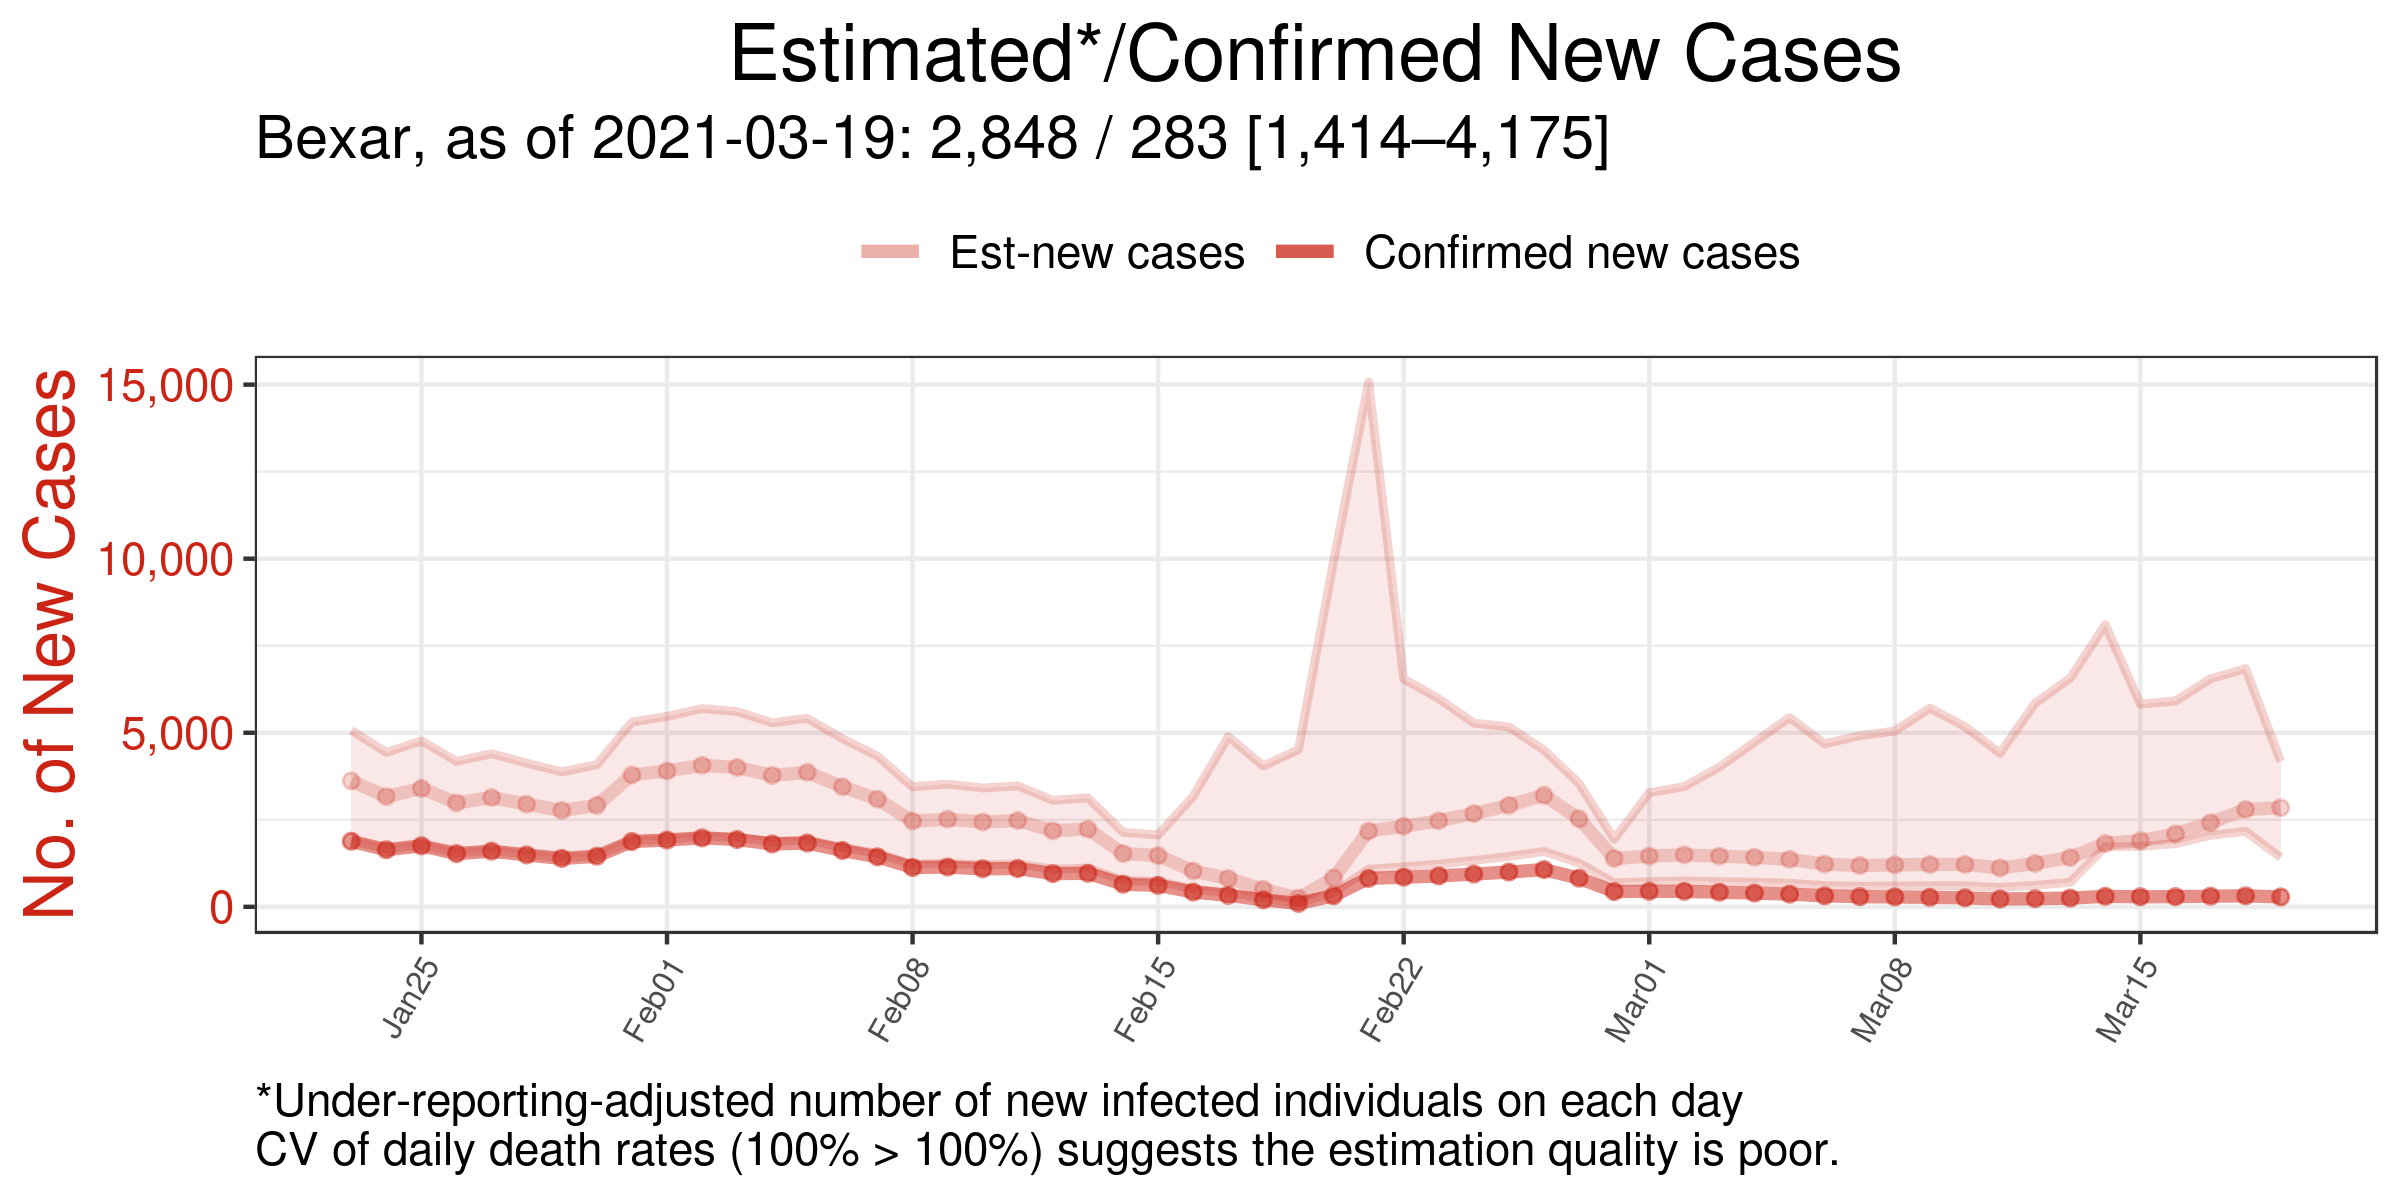 Estimated*/Confirmed New Cases
Bexar, as of 2021-03-19: 2,848 / 283 [1,414–4,175]
Est-new cases
Confirmed new cases
No. of New Cases
15,000
10,000
5,000
0
Jan25
Feb01
Feb08
Feb15
Feb22
Mar01
Mar08
Mar15
*Under-reporting-adjusted number of new infected individuals on each day
CV of daily death rates (100% > 100%) suggests the estimation quality is poor.